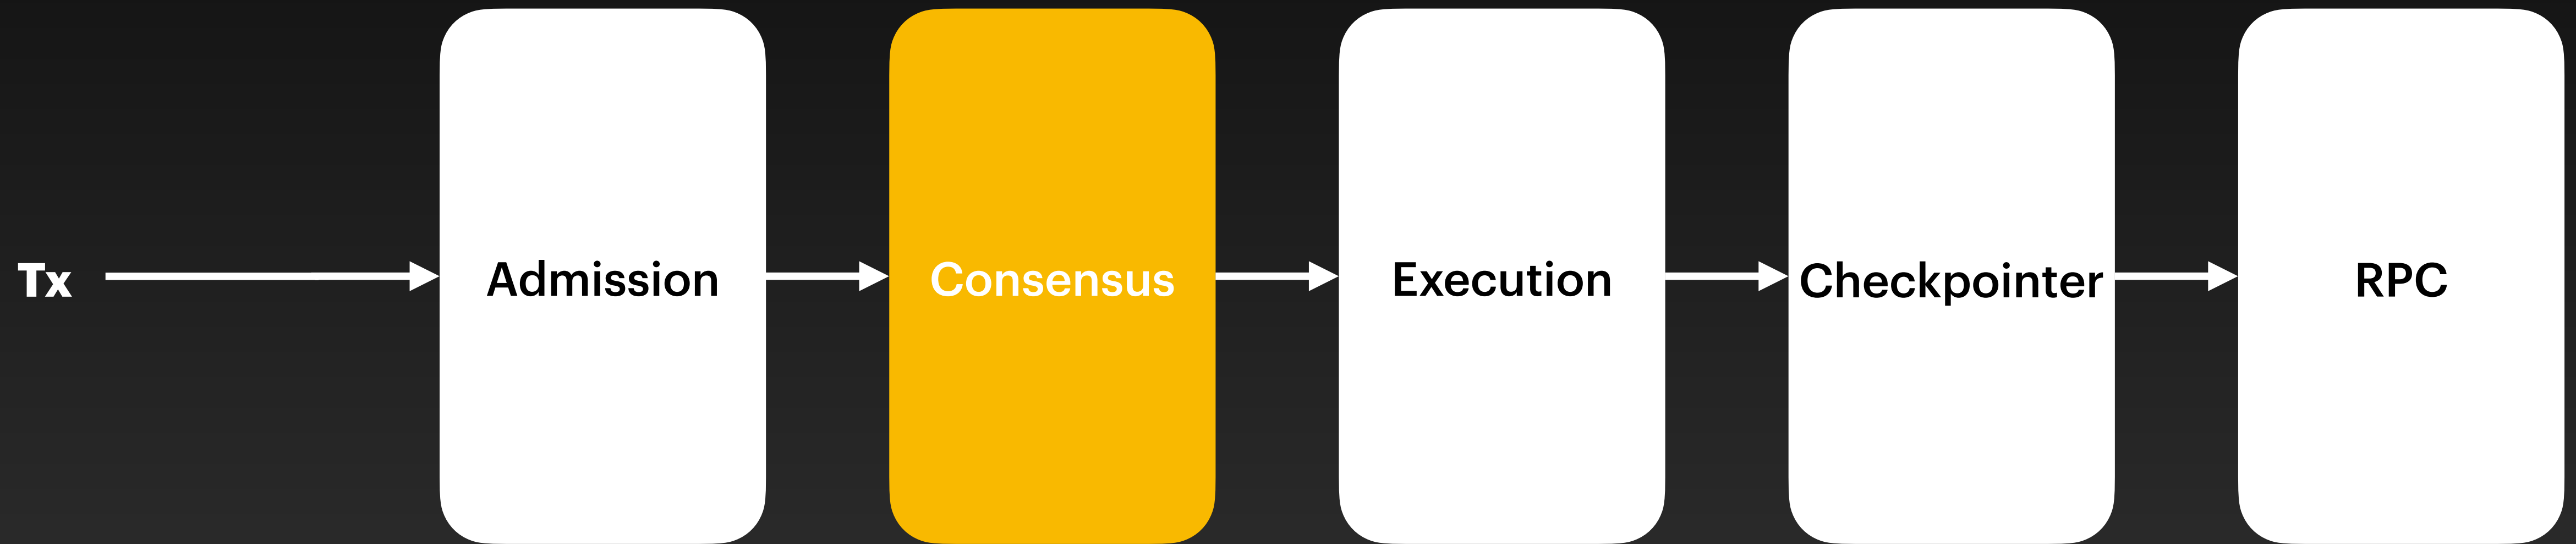 Tx
Admission
Consensus
Execution
Checkpointer
RPC